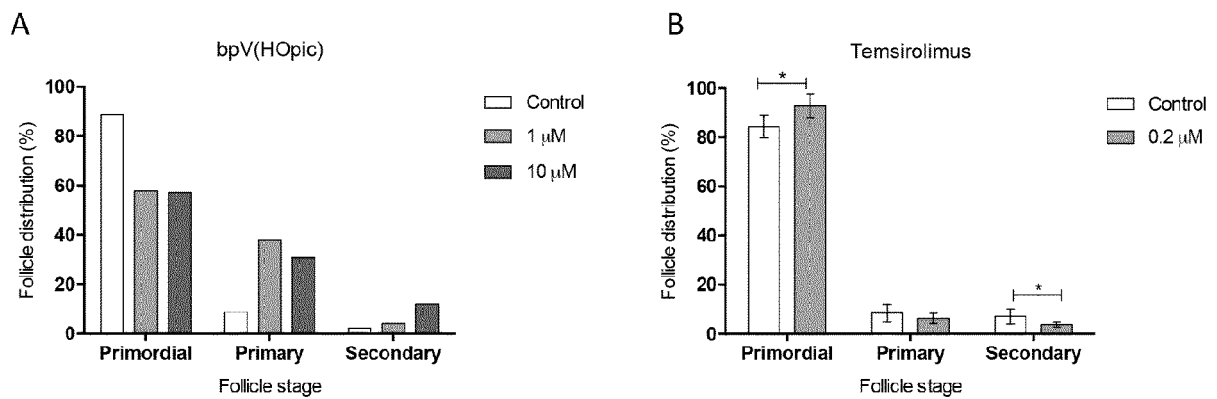 A
bpV(HOpic)
Follicle distribution (%)
100
80
60
40
20
0
Primordial
Primary
Secondary
Follicle stage
Control
1 μM
10 μM
B
Temsirolimus
Follicle distribution (%)
100
80
60
40
20
0
*
*
Primordial
Primary
Secondary
Follicle stage
Control
0.2 μM